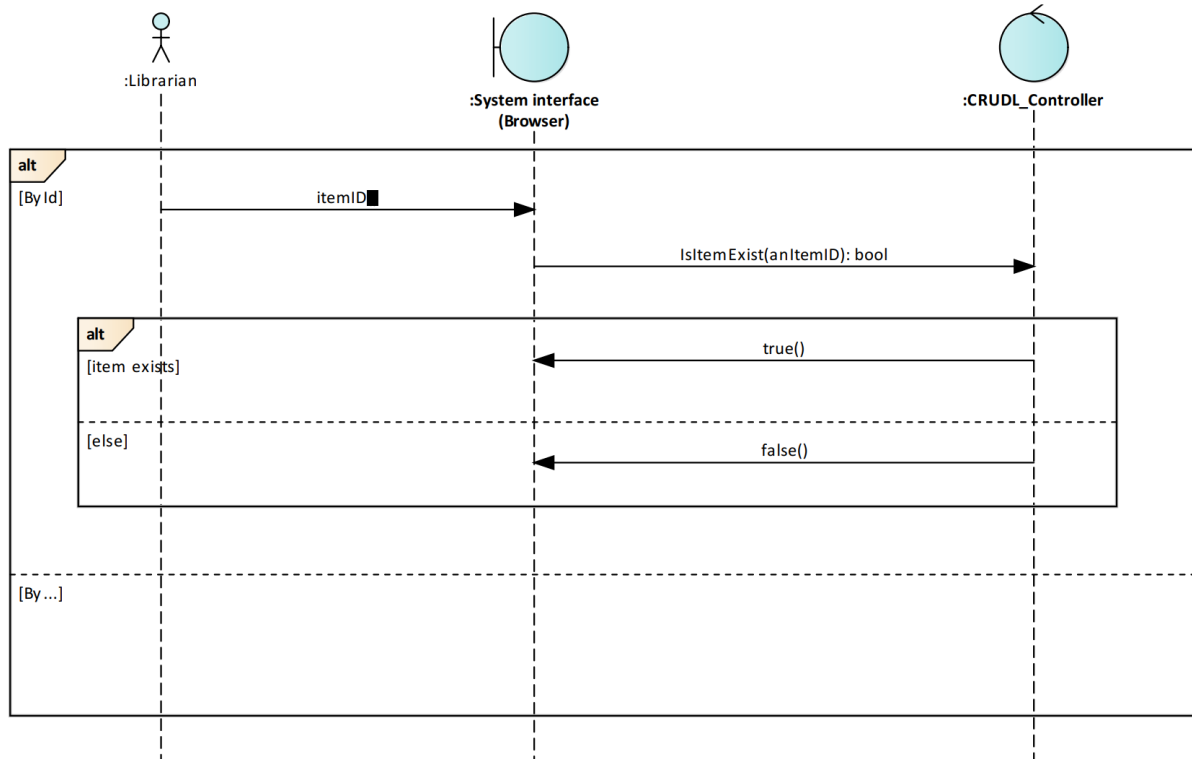 :Librarian
:System interface
(Browser)
:CRUDL_Controller
alt
[By Id]
itemID
IsItemExist(anItemID): bool
alt
[item exists]
true()
[else]
false()
[By...]